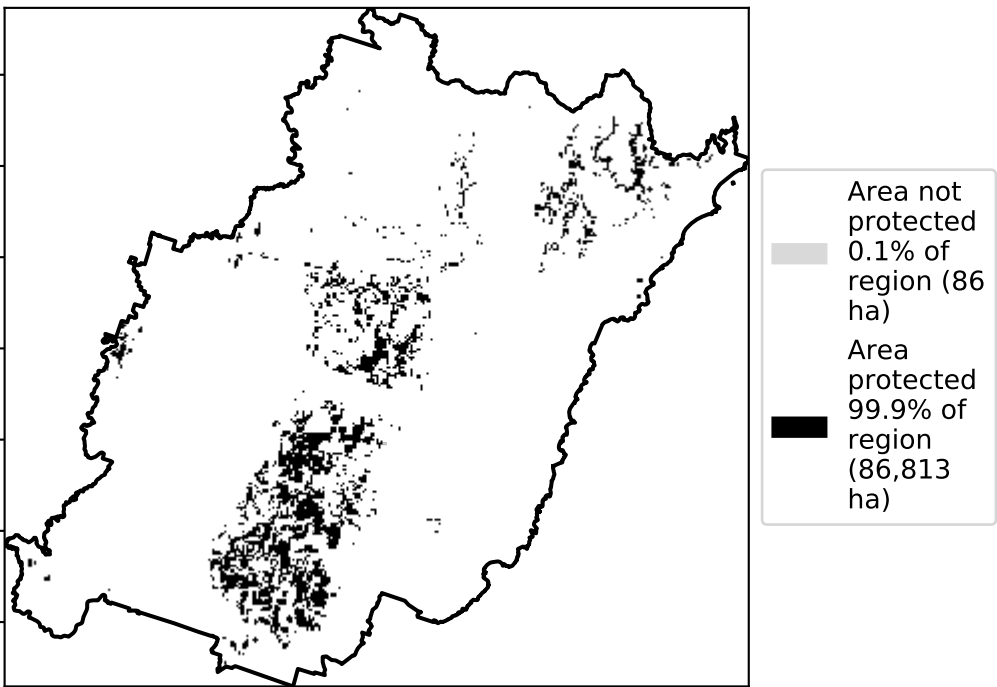 Area not
protected
0.1% of
region (86
ha)
Area
protected
99.9% of
region
(86,813
ha)